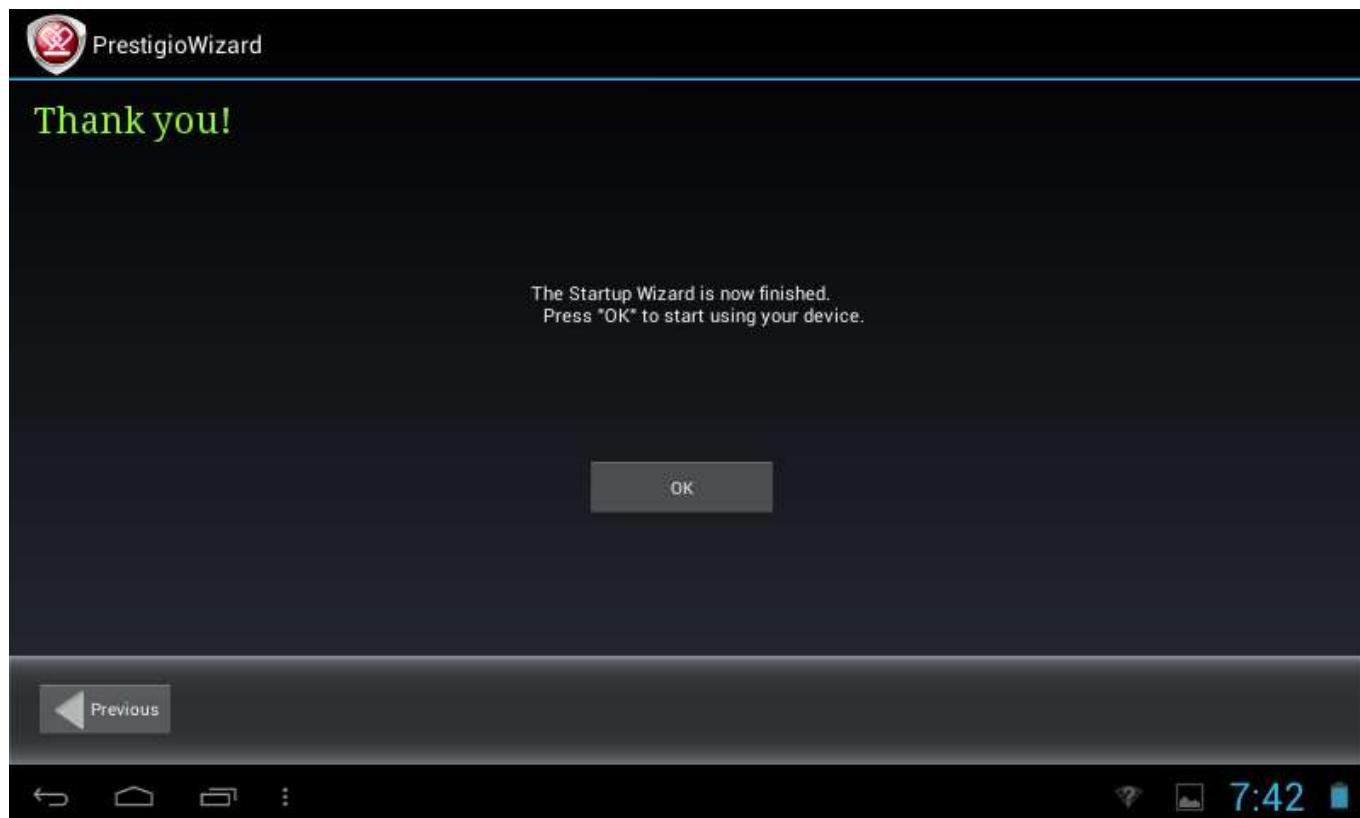 PrestigioWizard
Thank you!
The Startup Wizard is now finished.
Press "OK" to start using your device.
OK
Previous
7:42